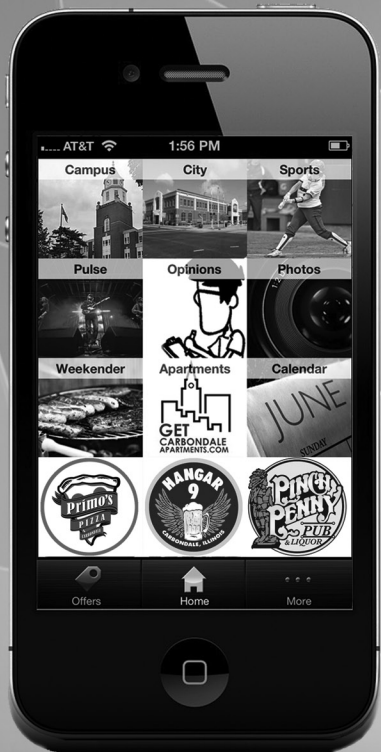 AT&T 1:56 PM
Campus City Sports
Pulse Opinions Photos
Weekender Apartments Calendar
GET
CARBONDALE
APARTMENTS.COM
JUNE
SUNDAY
Primo's
PIZZA
HANGAR
9
CARBONDALE, ILLINOIS
PINCH
PENNY
PUB
& LIQUOR
Offers Home More